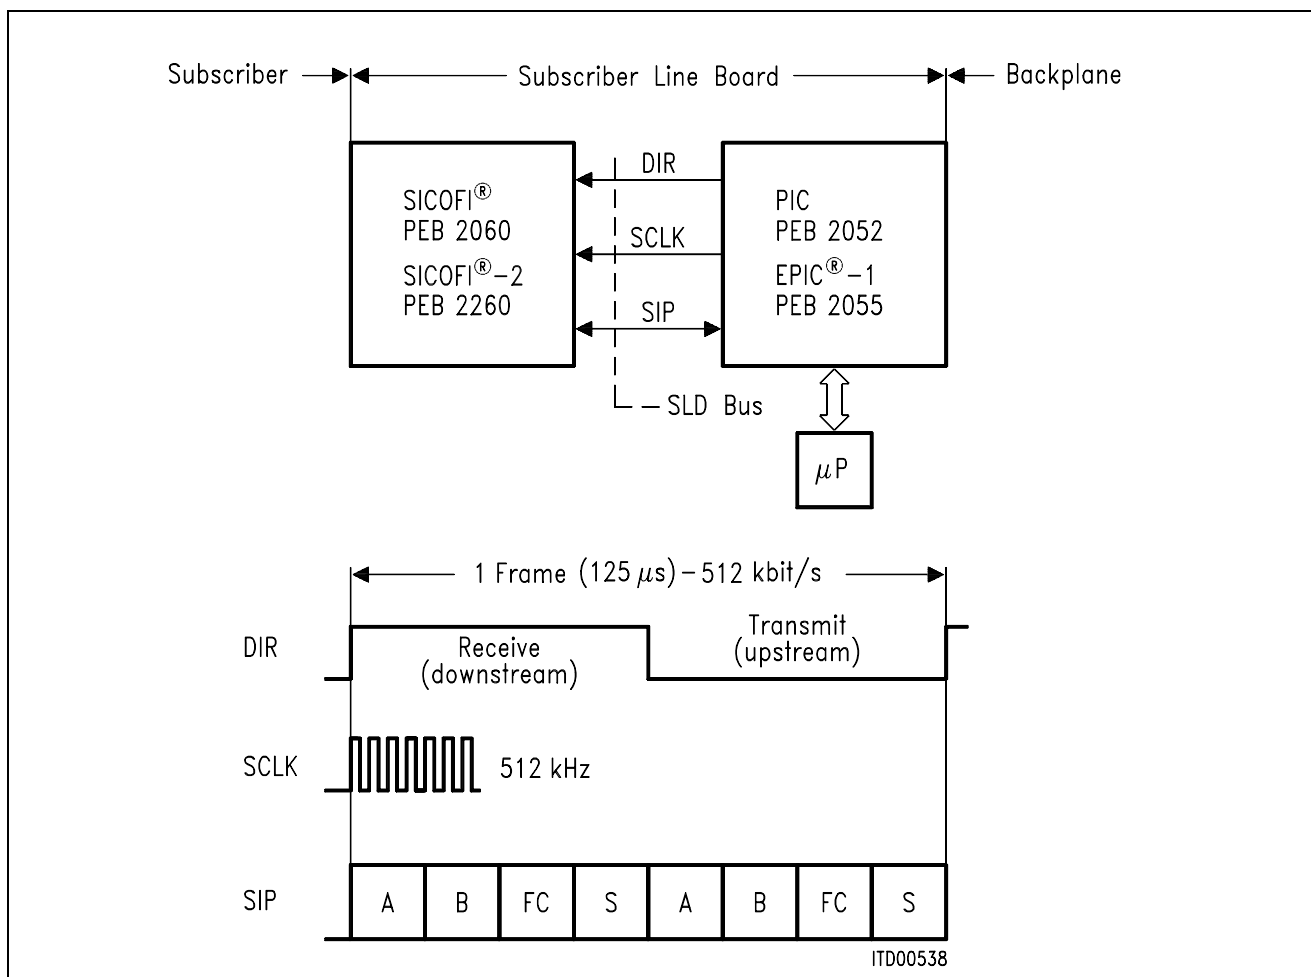 Subscriber
Subscriber Line Board
Backplane
SICOFI®
PEB 2060
SICOFI®-2
PEB 2260
DIR
SCLK
SIP
PIC
PEB 2052
EPIC®-1
PEB 2055
SLD Bus
μP
1 Frame (125 μs) - 512 kbit/s
DIR
Receive
(downstream)
Transmit
(upstream)
SCLK
512 kHz
SIP
A B FC S A B FC S
ITD00538